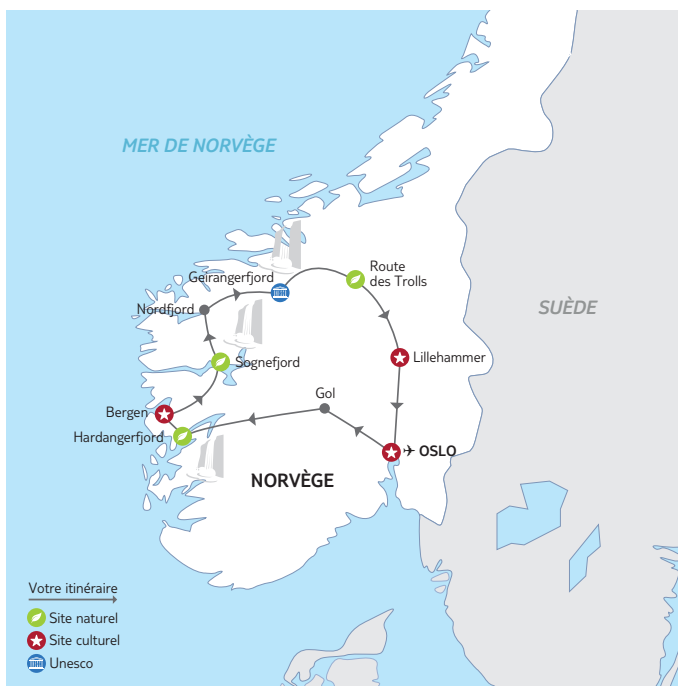 MER DE NORVÈGE
Geirangerfjord
Route
des Trolls
Nordfjord
SUÈDE
Sognefjord
Lillehammer
Gol
Bergen
Hardangerfjord
OSLO
NORVÈGE
Votre itinéraire
Site naturel
Site culturel
Unesco